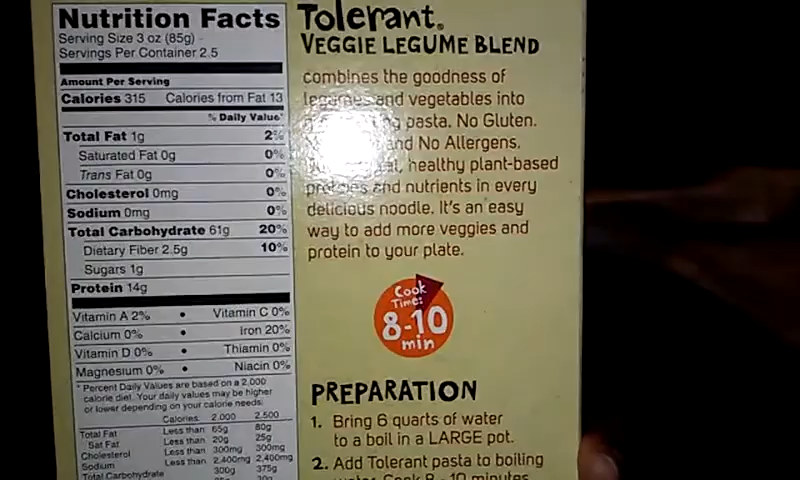 Nutrition Facts
Serving Size 3 oz (85g)
Servings Per Container 2.5
Amount Per Serving
Calories 315 Calories from Fat 13
% Daily Value*
Total Fat 1g 2%
Saturated Fat 0g 0%
Trans Fat 0g 0%
Cholesterol 0mg 0%
Sodium 0mg 0%
Total Carbohydrate 61g 20%
Dietary Fiber 2.5g 10%
Sugars 1g
Protein 14g
Vitamin A 2% • Vitamin C 0%
Calcium 0% • Iron 20%
Vitamin D 0% • Thiamin 0%
Magnesium 0% • Niacin 0%
* Percent Daily Values are based on a 2,000
calorie diet. Your daily values may be higher
or lower depending on your calorie needs:
Calories: 2,000 2,500
Total Fat Less than 65g 80g
Sat Fat Less than 20g 25g
Cholesterol Less than 300mg 300mg
Sodium Less than 2,400mg 2,400mg
Total Carbohydrate 300g 375g
Tolerant®
VEGGIE LEGUME BLEND
combines the goodness of
legumes and vegetables into
pasta. No Gluten.
and No Allergens.
healthy plant-based
proteins and nutrients in every
delicious noodle. It's an easy
way to add more veggies and
protein to your plate.
Cook
Time:
8-10
min
PREPARATION
1. Bring 6 quarts of water
to a boil in a LARGE pot.
2. Add Tolerant pasta to boiling
water. Cook 8 - 10 minutes